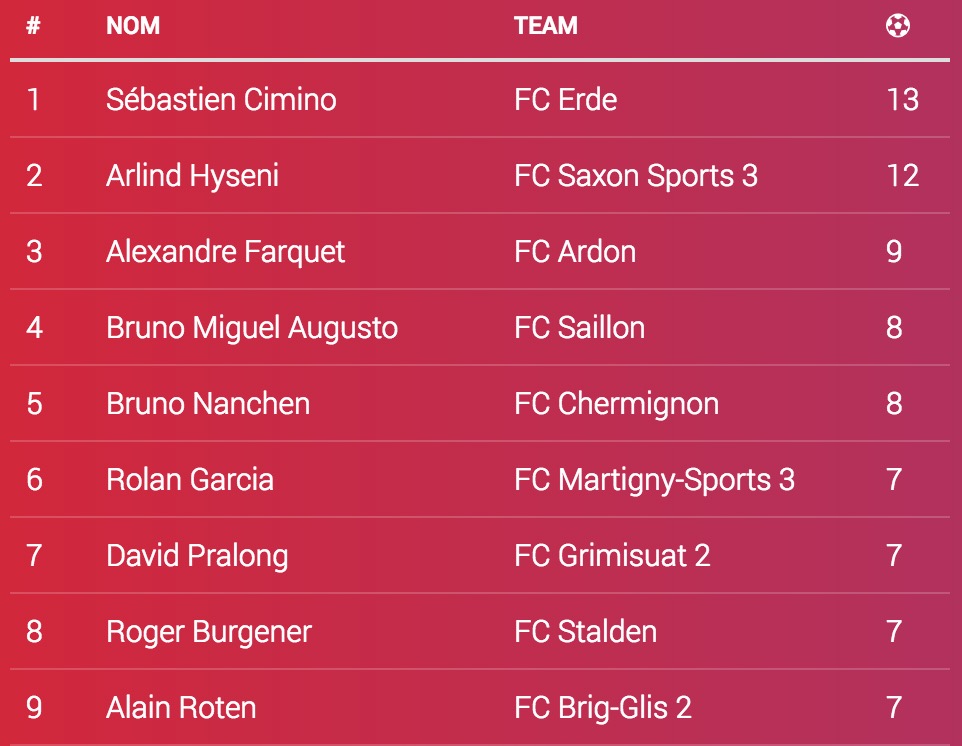 # NOM TEAM
1 Sébastien Cimino FC Erde 13
2 Arlind Hyseni FC Saxon Sports 3 12
3 Alexandre Farquet FC Ardon 9
4 Bruno Miguel Augusto FC Saillon 8
5 Bruno Nanchen FC Chermignon 8
6 Rolan Garcia FC Martigny-Sports 3 7
7 David Pralong FC Grimisuat 2 7
8 Roger Burgener FC Stalden 7
9 Alain Roten FC Brig-Glis 2 7